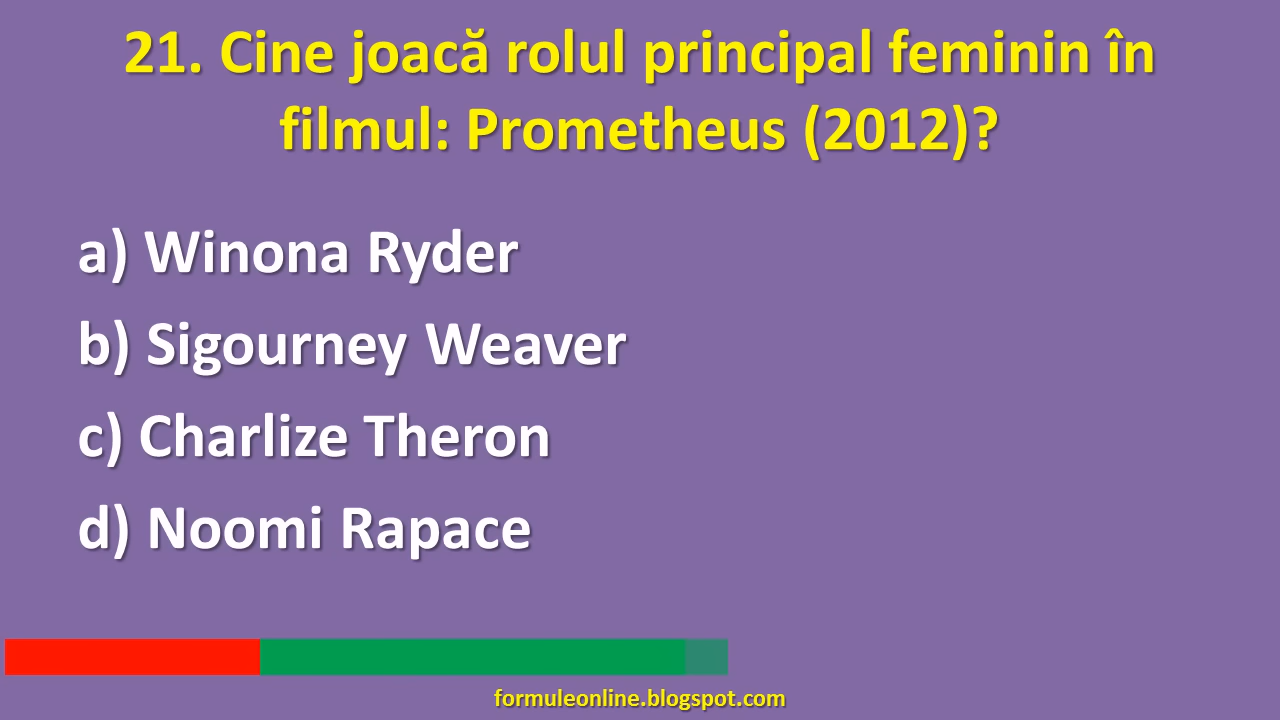 21. Cine joacă rolul principal feminin în
filmul: Prometheus (2012)?
a) Winona Ryder
b) Sigourney Weaver
c) Charlize Theron
d) Noomi Rapace
formuleonline.blogspot.com